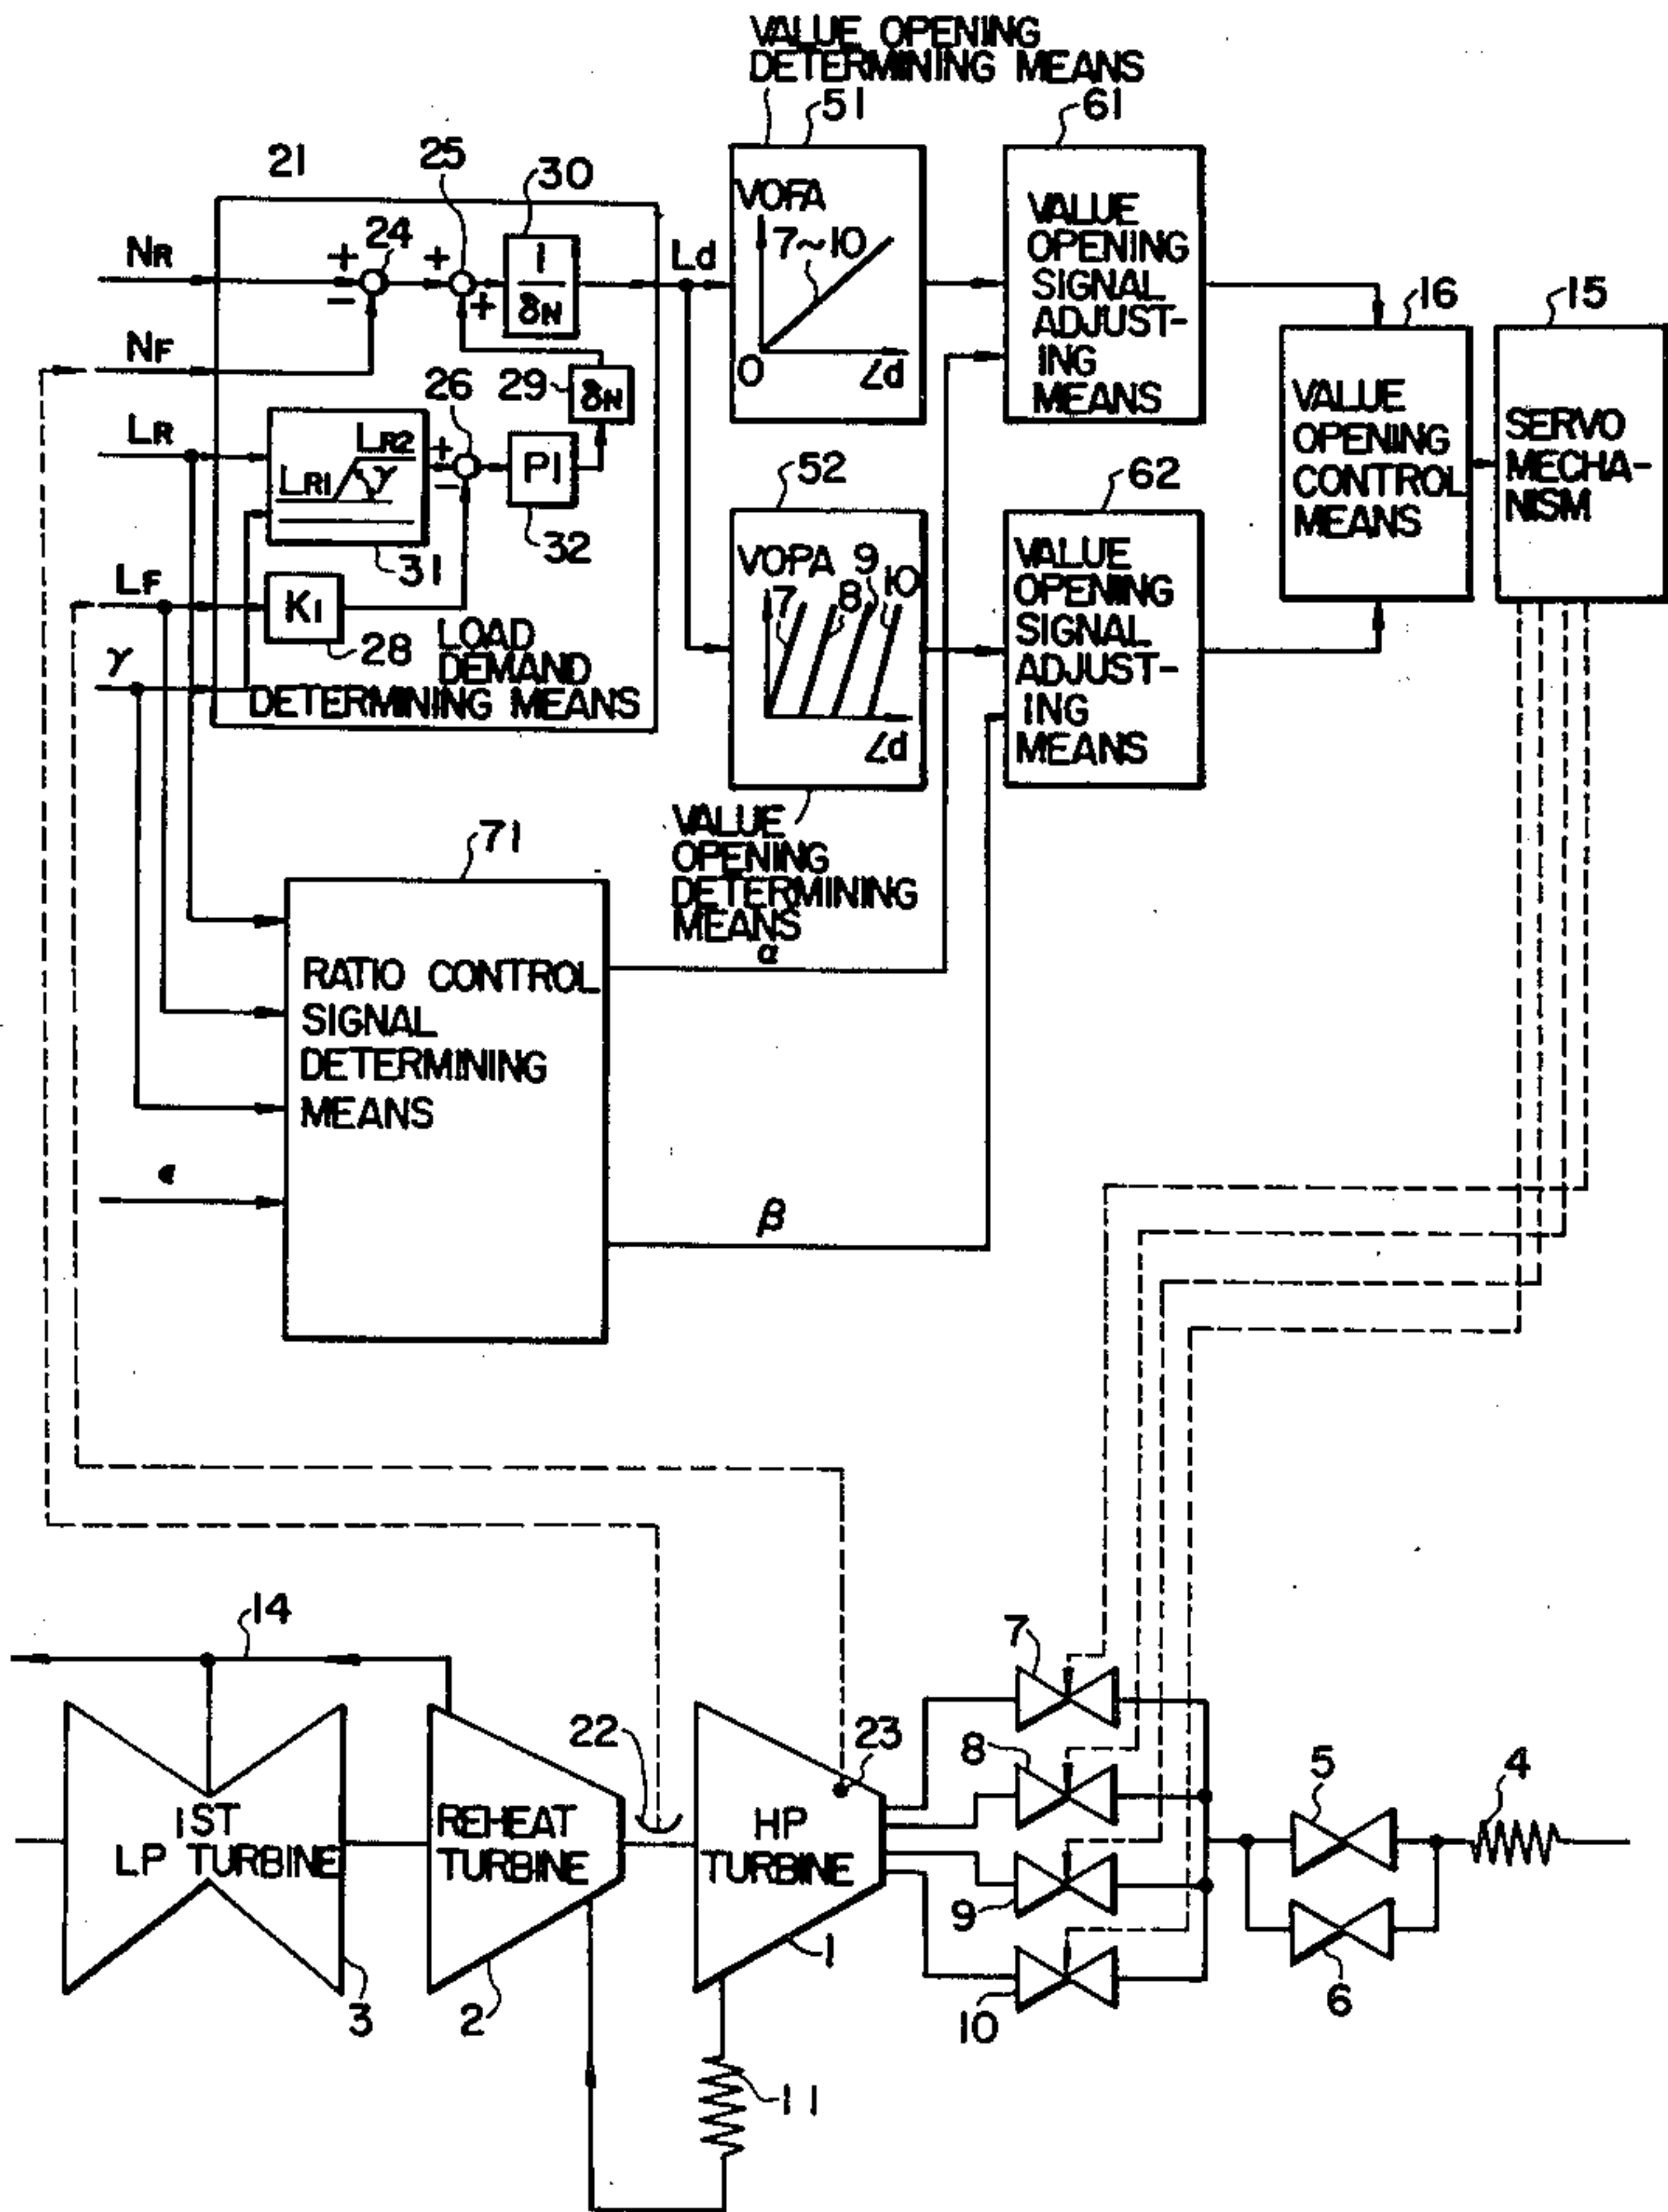 VALUE OPENING
DETERMINING MEANS
51
61
21
25
30
24
NR
+
−
+
+
1
δN
Ld
VOFA
7~10
0
Ld
VALUE
OPENING
SIGNAL
ADJUST-
ING
MEANS
16
15
NF
26
29
δN
LR
LR1
LR2
γ
+
−
PI
32
31
VALUE
OPENING
CONTROL
MEANS
SERVO
MECHA-
NISM
52
62
LF
K1
28
γ
LOAD
DEMAND
DETERMINING MEANS
VOPA
7
8
9
10
Ld
VALUE
OPENING
SIGNAL
ADJUST-
ING
MEANS
VALUE
OPENING
DETERMINING
MEANS
71
α
RATIO CONTROL
SIGNAL
DETERMINING
MEANS
ε
β
14
7
22
23
8
5
4
1ST
LP TURBINE
REHEAT
TURBINE
HP
TURBINE
9
1
3
2
10
6
11